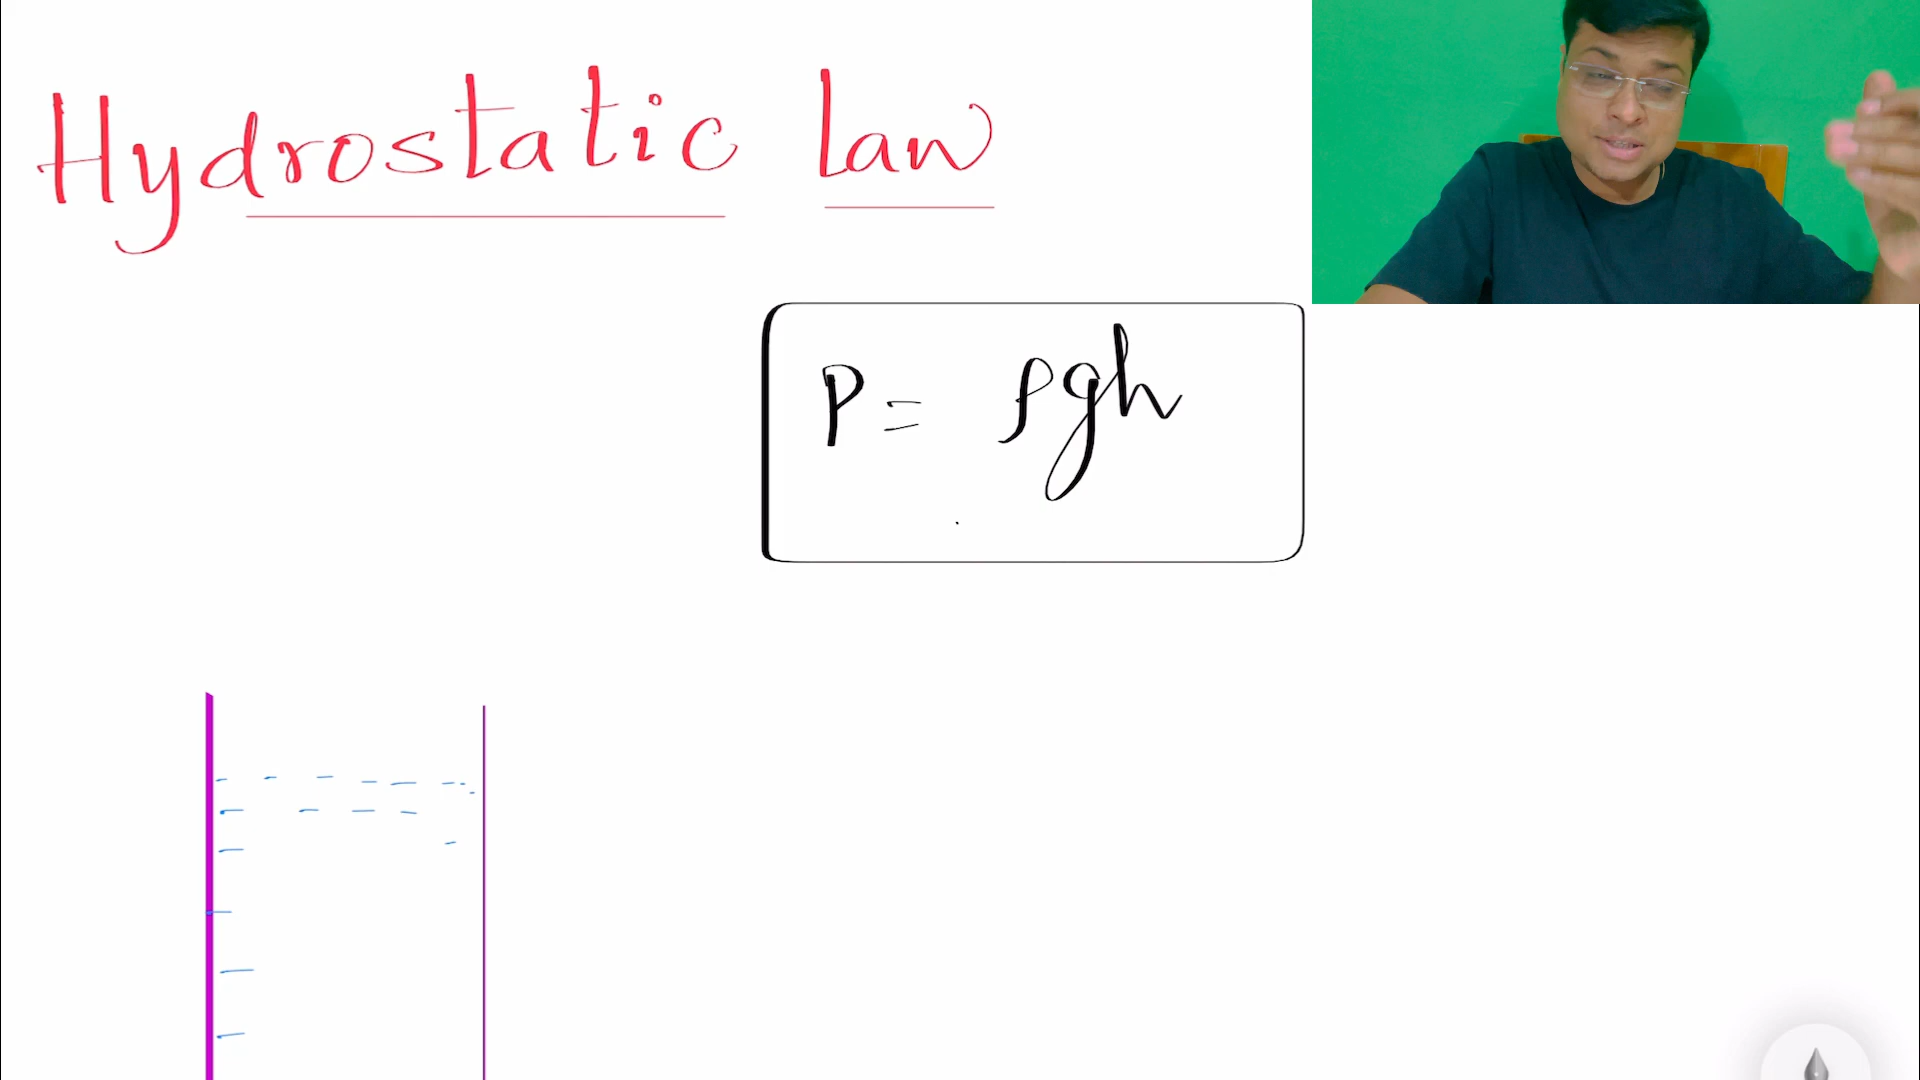 Hydrostatic law
P = ρgh